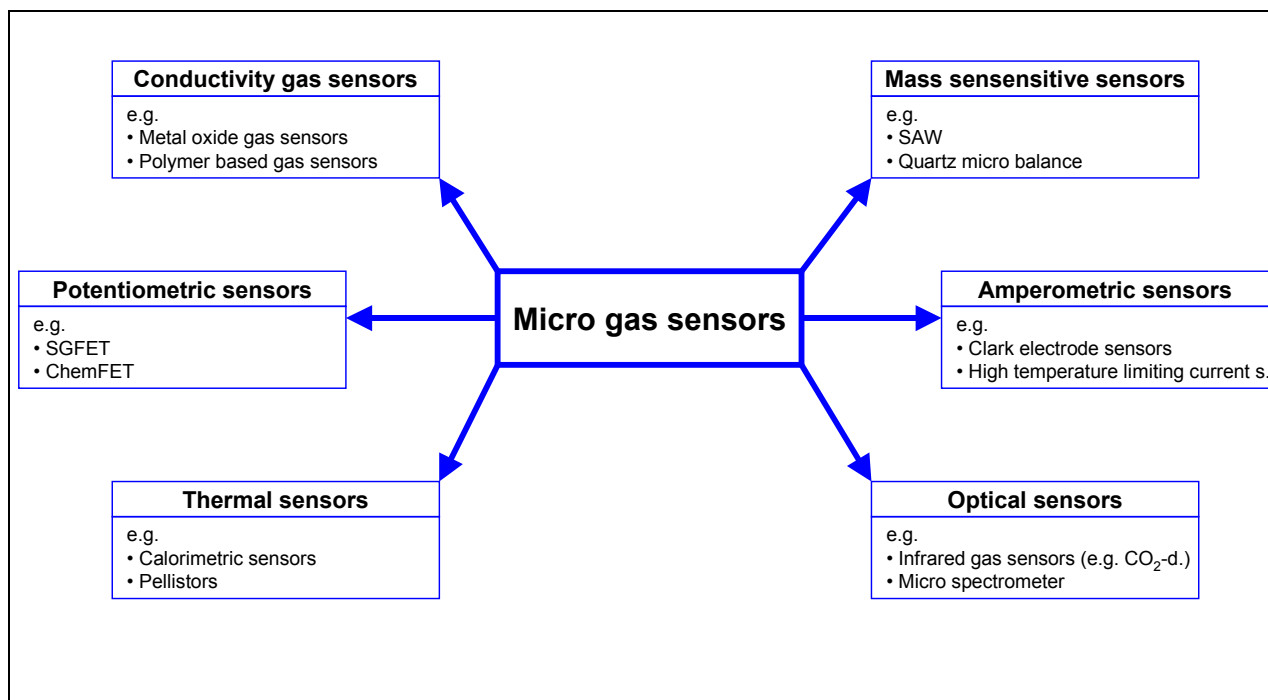 Conductivity gas sensors
e.g.
• Metal oxide gas sensors
• Polymer based gas sensors
Mass sensensitive sensors
e.g.
• SAW
• Quartz micro balance
Potentiometric sensors
e.g.
• SGFET
• ChemFET
Micro gas sensors
Amperometric sensors
e.g.
• Clark electrode sensors
• High temperature limiting current s.
Thermal sensors
e.g.
• Calorimetric sensors
• Pellistors
Optical sensors
e.g.
• Infrared gas sensors (e.g. CO₂-d.)
• Micro spectrometer